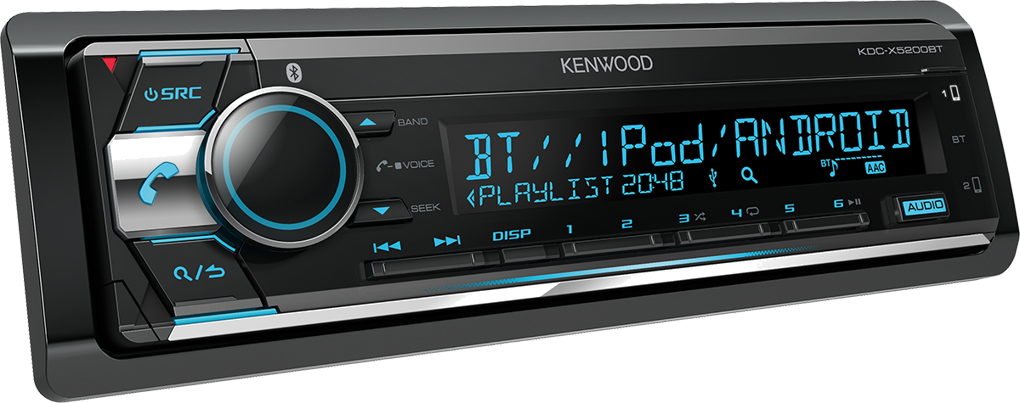 KENWOOD
KDC-X5200BT
SRC
BAND
VOICE
SEEK
BT///iPod/ANDROID
PLAYLIST 2048
BT
AAC
1
BT
2
AUDIO
DISP
1
2
3
4
5
6